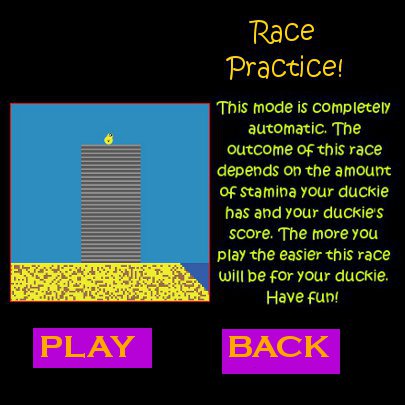 Race
Practice!
This mode is completely
automatic. The
outcome of this race
depends on the amount
of stamina your duckie
has and your duckie's
score. The more you
play the easier this race
will be for your duckie.
Have fun!
PLAY
BACK